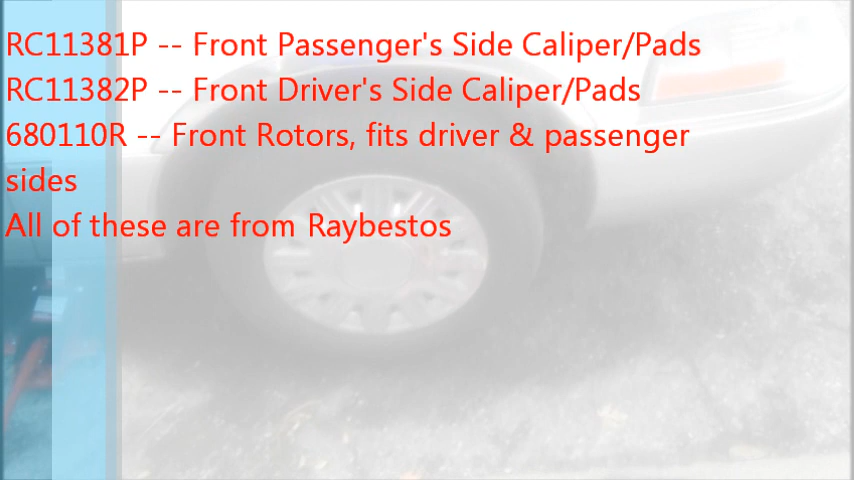 RC11381P -- Front Passenger's Side Caliper/Pads
RC11382P -- Front Driver's Side Caliper/Pads
680110R -- Front Rotors, fits driver & passenger
sides
All of these are from Raybestos